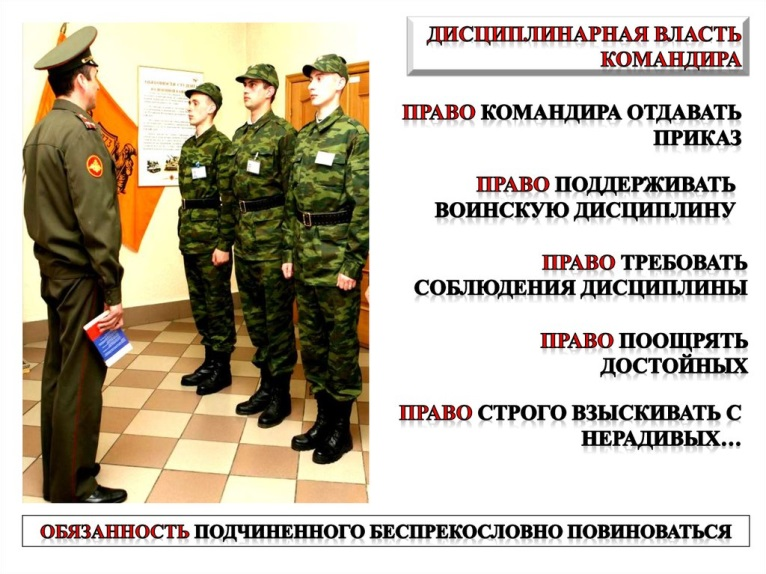 ДИСЦИПЛИНАРНАЯ ВЛАСТЬ
КОМАНДИРА
ПРАВО КОМАНДИРА ОТДАВАТЬ
ПРИКАЗ
ПРАВО ПОДДЕРЖИВАТЬ
ВОИНСКУЮ ДИСЦИПЛИНУ
ПРАВО ТРЕБОВАТЬ
СОБЛЮДЕНИЯ ДИСЦИПЛИНЫ
ПРАВО ПООЩРЯТЬ
ДОСТОЙНЫХ
ПРАВО СТРОГО ВЗЫСКИВАТЬ С
НЕРАДИВЫХ...
ОБЯЗАННОСТЬ ПОДЧИНЕННОГО БЕСПРЕКОСЛОВНО ПОВИНОВАТЬСЯ